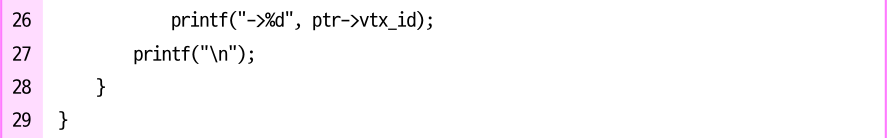 26 printf("->%d", ptr->vtx_id);
27 printf("\n");
28 }
29 }